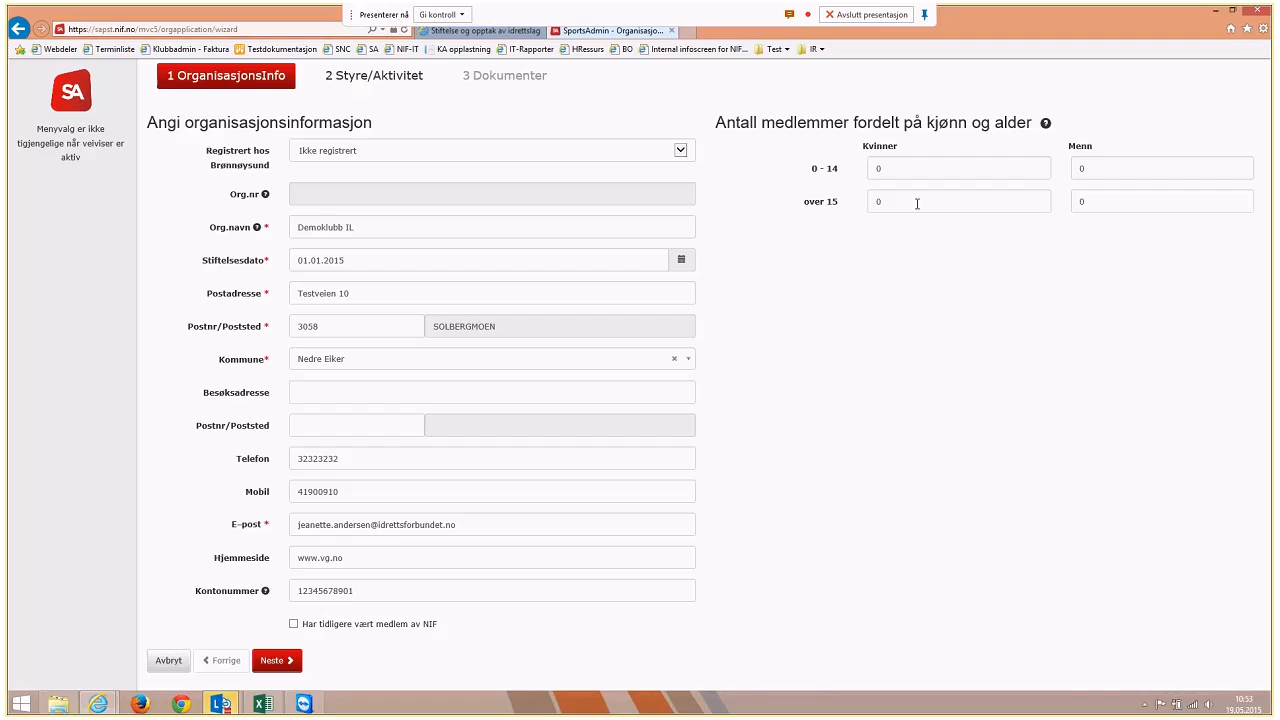 Presenterer nå
Gi kontroll
Avslutt presentasjon
https://sapst.nif.no/mvc5/orgapplication/wizard
Stiftelse og opptak av idrettslag
SportsAdmin - Organisasjo...
Webdeler
Terminliste
Klubbadmin - Faktura
Testdokumentasjon
SNC
SA
NIF-IT
KA opplastning
IT-Rapporter
HRessurs
BO
Internal infoscreen for NIF...
Test
IR
SA
Menyvalg er ikke
tigjengelige når veiviser er
aktiv
1 OrganisasjonsInfo
2 Styre/Aktivitet
3 Dokumenter
Angi organisasjonsinformasjon
Registrert hos
Brønnøysund
Ikke registrert
Org.nr
Org.navn *
Demoklubb IL
Stiftelsesdato*
01.01.2015
Postadresse *
Testveien 10
Postnr/Poststed *
3058
SOLBERGMOEN
Kommune*
Nedre Eiker
Besøksadresse
Postnr/Poststed
Telefon
32323232
Mobil
41900910
E-post *
jeanette.andersen@idrettsforbundet.no
Hjemmeside
www.vg.no
Kontonummer
12345678901
Har tidligere vært medlem av NIF
Avbryt
Forrige
Neste
Antall medlemmer fordelt på kjønn og alder
Kvinner
Menn
0 - 14
0
0
over 15
0
0
10:53
19.05.2015